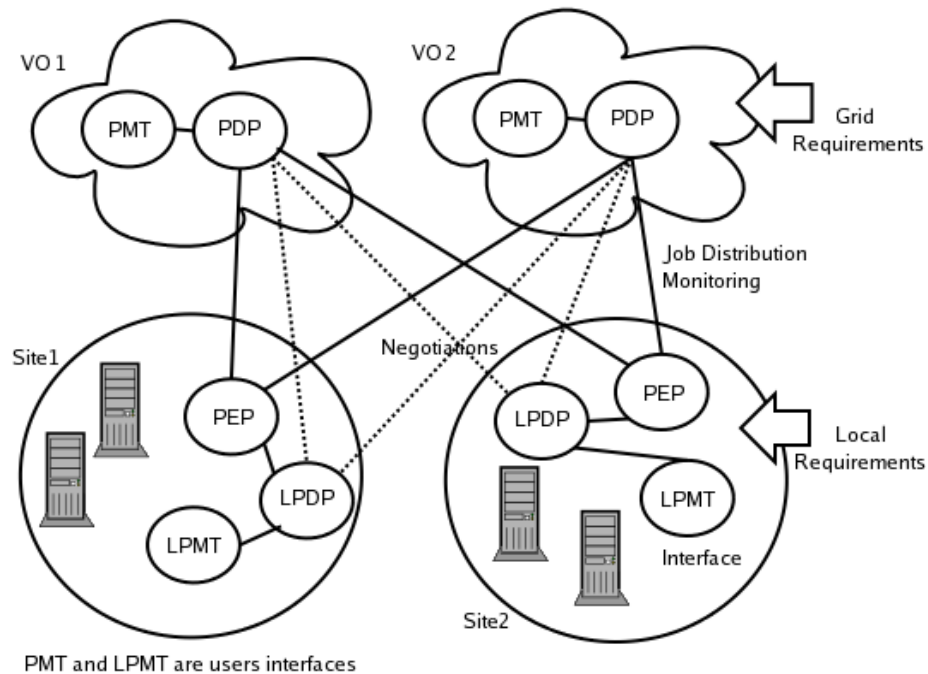 VO 1
VO 2
PMT
PDP
PMT
PDP
Grid
Requirements
Job Distribution
Monitoring
Negotiations
Site1
PEP
LPDP
LPMT
PEP
LPDP
LPMT
Interface
Local
Requirements
Site2
PMT and LPMT are users interfaces